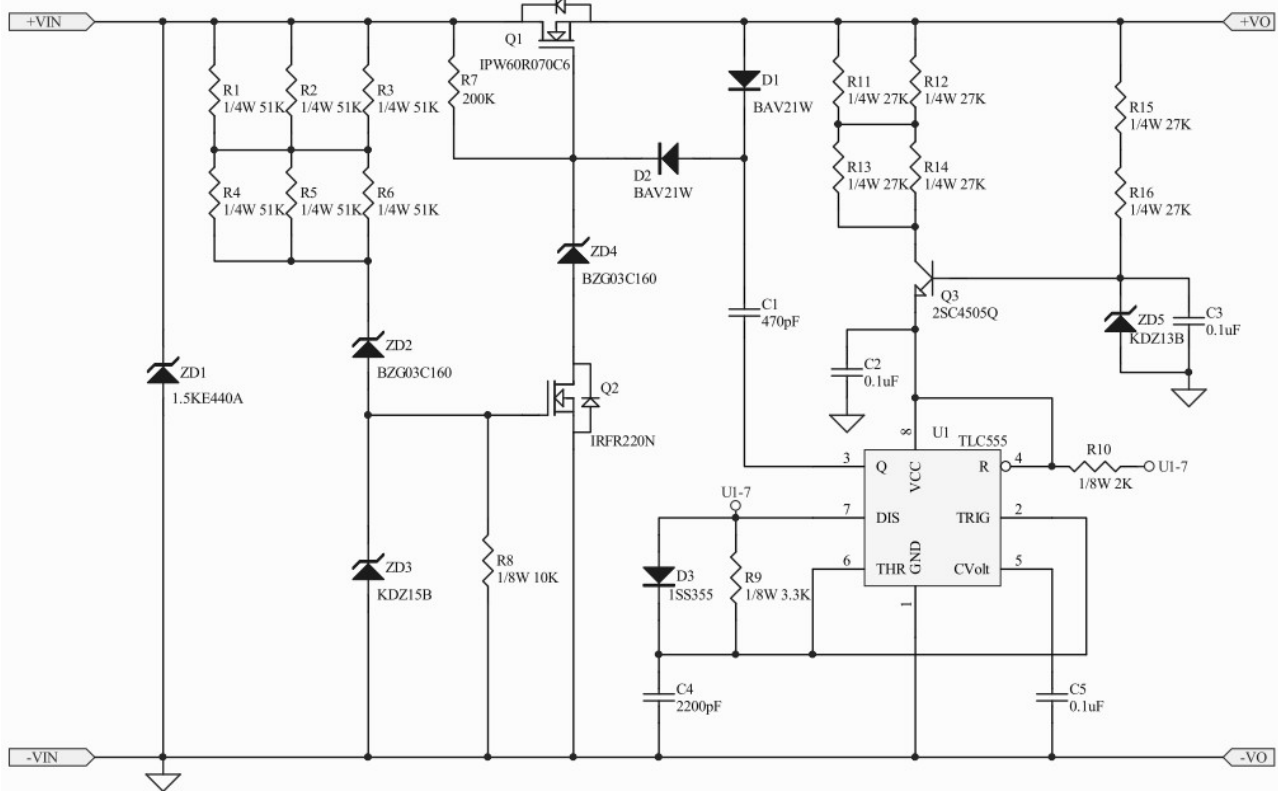 +VIN
+VO
Q1
IPW60R070C6
R1
1/4W 51K
R2
1/4W 51K
R3
1/4W 51K
R7
200K
D1
BAV21W
R11
1/4W 27K
R12
1/4W 27K
R15
1/4W 27K
R4
1/4W 51K
R5
1/4W 51K
R6
1/4W 51K
D2
BAV21W
R13
1/4W 27K
R14
1/4W 27K
R16
1/4W 27K
ZD4
BZG03C160
Q3
2SC4505Q
C1
470pF
ZD5
KDZ13B
C3
0.1uF
ZD1
1.5KE440A
ZD2
BZG03C160
C2
0.1uF
Q2
IRFR220N
8
U1
TLC555
3
Q
VCC
R
4
R10
1/8W 2K
U1-7
U1-7
7
DIS
TRIG
2
6
THR
GND
CVolt
5
1
R8
1/8W 10K
ZD3
KDZ15B
D3
1SS355
R9
1/8W 3.3K
C4
2200pF
C5
0.1uF
-VIN
-VO